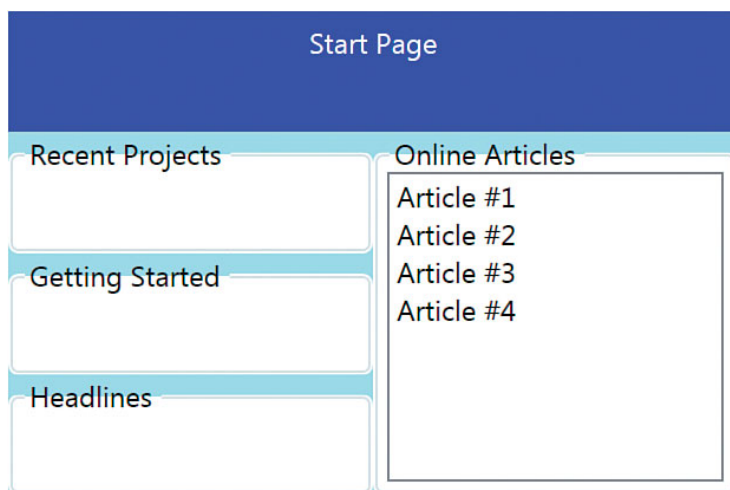 Start Page
Recent Projects
Getting Started
Headlines
Online Articles
Article #1
Article #2
Article #3
Article #4